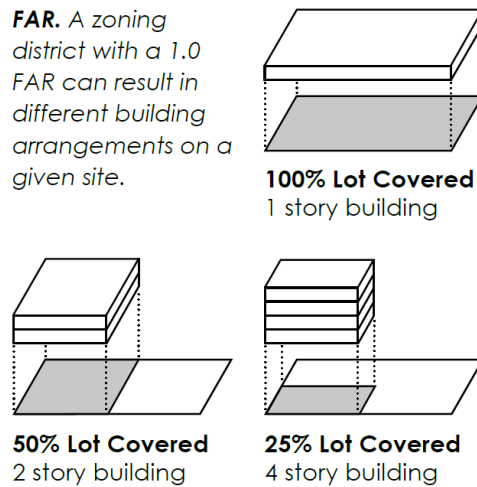 FAR. A zoning
district with a 1.0
FAR can result in
different building
arrangements on a
given site.
100% Lot Covered
1 story building
50% Lot Covered
2 story building
25% Lot Covered
4 story building